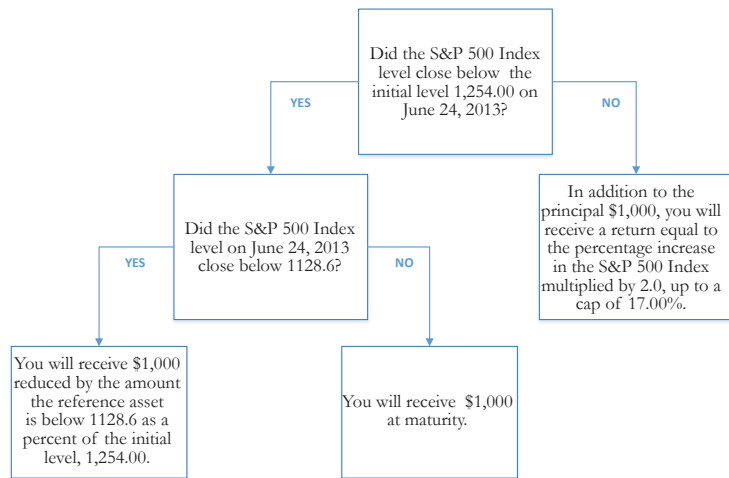 Did the S&P 500 Index
level close below the
initial level 1,254.00 on
June 24, 2013?
YES
NO
Did the S&P 500 Index
level on June 24, 2013
close below 1128.6?
In addition to the
principal $1,000, you will
receive a return equal to
the percentage increase
in the S&P 500 Index
multiplied by 2.0, up to a
cap of 17.00%.
YES
NO
You will receive $1,000
reduced by the amount
the reference asset
is below 1128.6 as a
percent of the initial
level, 1,254.00.
You will receive $1,000
at maturity.